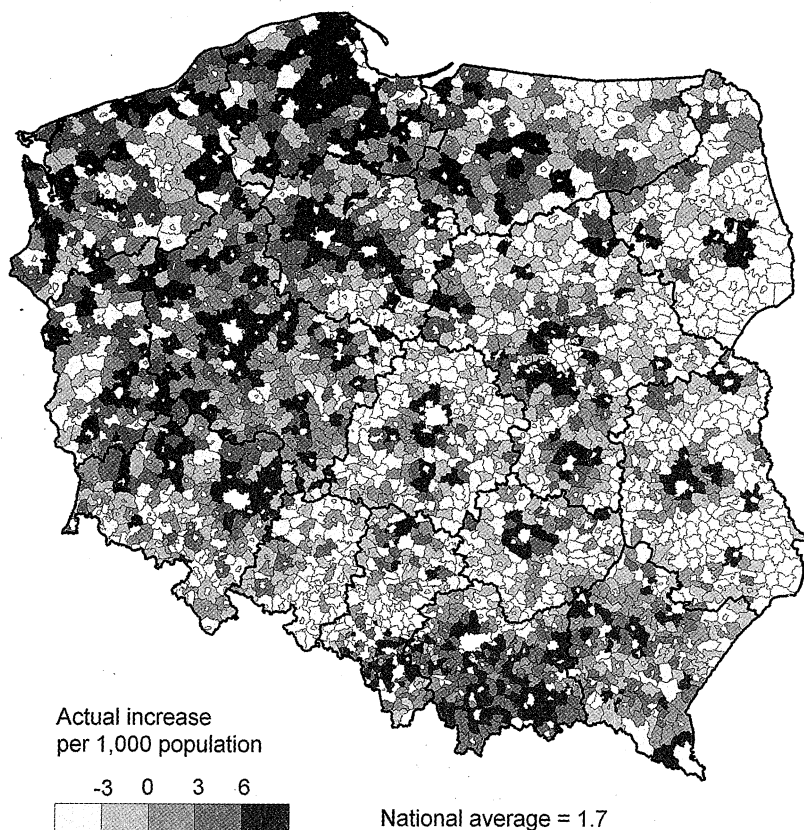 Actual increase
per 1,000 population
-3 0 3 6
National average = 1.7